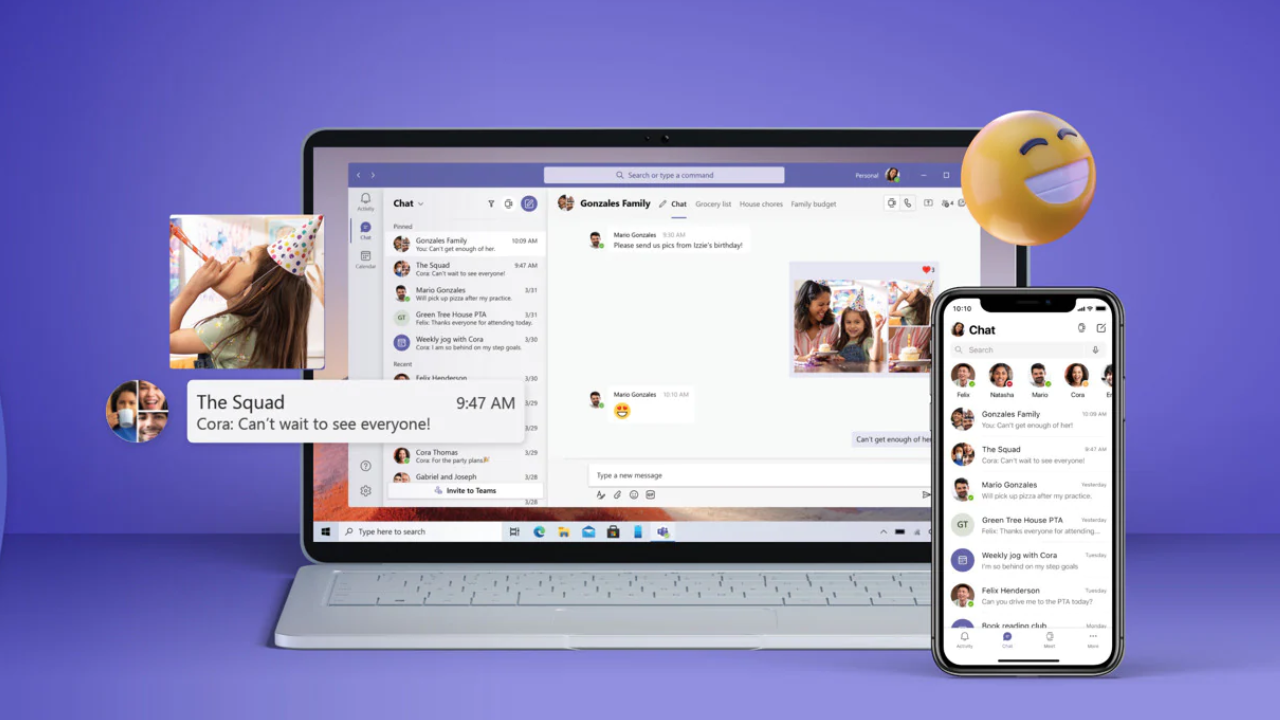 Search or type a command
Personal
Activity
Chat
Calendar
Chat
Pinned
Gonzales Family 10:09 AM
You: Can't get enough of her.
The Squad 9:47 AM
Cora: Can't wait to see everyone!
Mario Gonzales 3/31
Will pick up pizza after my practice.
GT
Green Tree House PTA 3/31
Felix: Thanks everyone for attending today.
Weekly jog with Cora 3/30
Cora: I am so behind on my step goals.
Recent
Felix Henderson 3/30
3/29
The Squad 9:47 AM
Cora: Can't wait to see everyone!
3/29
Cora Thomas 3/29
Cora: For the party plans
Gabriel and Joseph 3/28
Invite to Teams
3/28
Gonzales Family Chat Grocery list House chores Family budget
4
Mario Gonzales 9:50 AM
Please send us pics from Izzie's birthday!
3
Mario Gonzales 10:10 AM
Can't get enough of her
Type a new message
GIF
Type here to search
10:10
Chat
Search
Felix Natasha Mario Cora
Gonzales Family 10:09 AM
You: Can't get enough of her!
The Squad 9:47 AM
Cora: Can't wait to see everyone!
Mario Gonzales Yesterday
Will pick up pizza after my practice.
GT
Green Tree House PTA Yesterday
Felix: Thanks everyone for attending...
Weekly jog with Cora Tuesday
I'm so behind on my step goals
Felix Henderson Tuesday
Can you drive me to the PTA today?
Book reading club Monday
Activity Chat Meet More